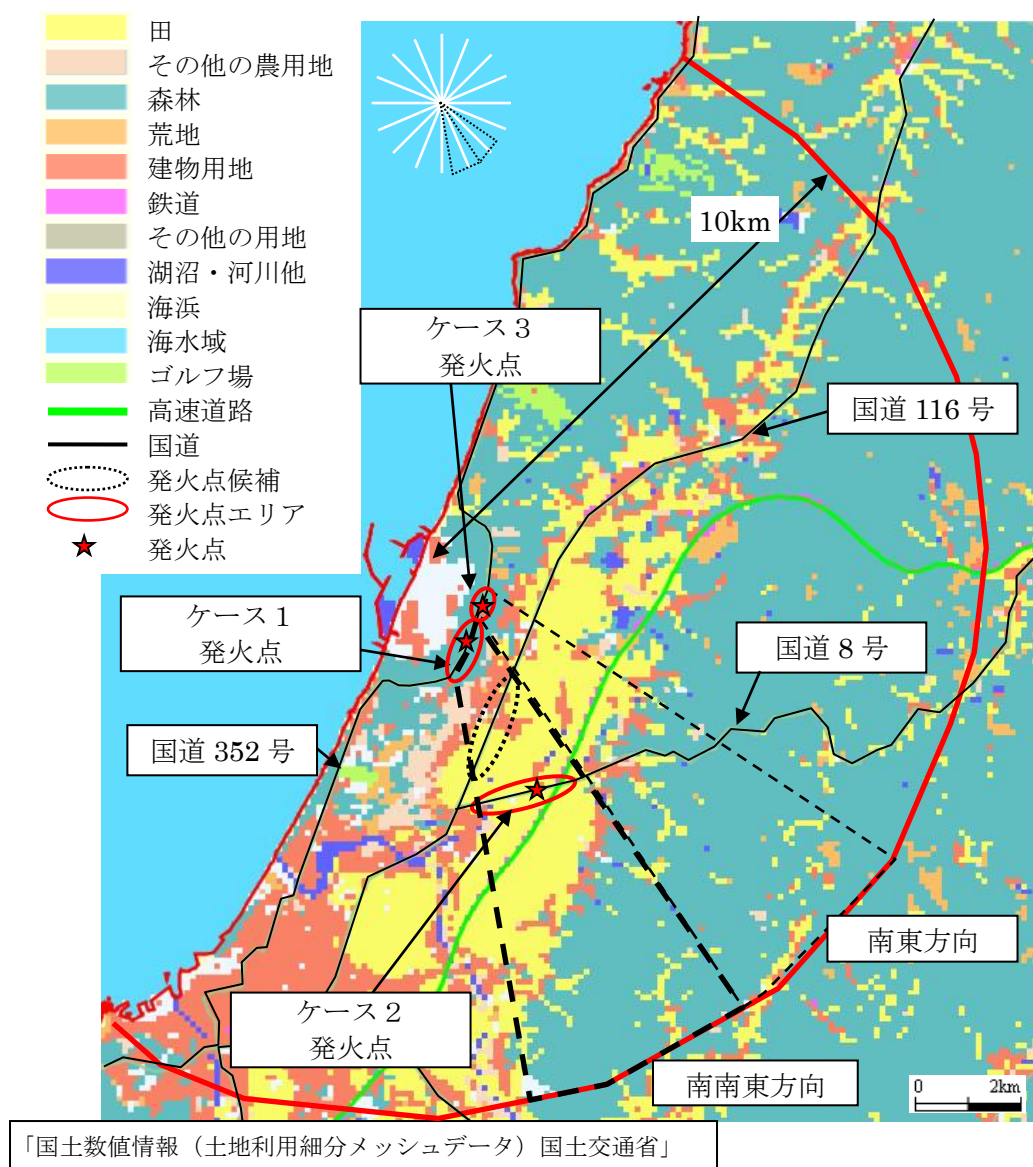 田
その他の農用地
森林
荒地
建物用地
鉄道
その他の用地
湖沼・河川他
海浜
海水域
ゴルフ場
高速道路
国道
発火点候補
発火点エリア
発火点
10km
ケース３
発火点
国道 116 号
ケース１
発火点
国道 8 号
国道 352 号
南東方向
ケース２
発火点
南南東方向
0 2km
「国土数値情報（土地利用細分メッシュデータ）国土交通省」